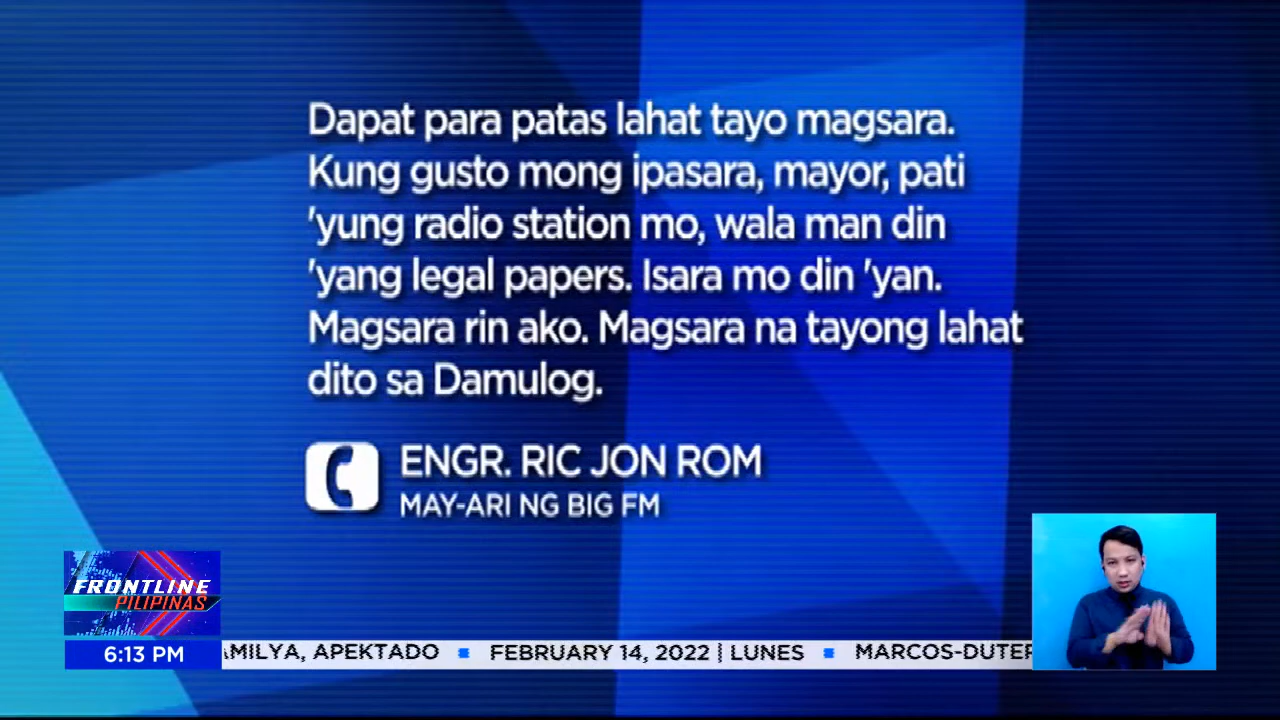 Dapat para patas lahat tayo magsara.
Kung gusto mong ipasara, mayor, pati
'yung radio station mo, wala man din
'yang legal papers. Isara mo din 'yan.
Magsara rin ako. Magsara na tayong lahat
dito sa Damulog.
ENGR. RIC JON ROM
MAY-ARI NG BIG FM
FRONTLINE
PILIPINAS
6:13 PM
AMILYA, APEKTADO ▪ FEBRUARY 14, 2022 | LUNES ▪ MARCOS-DUTER